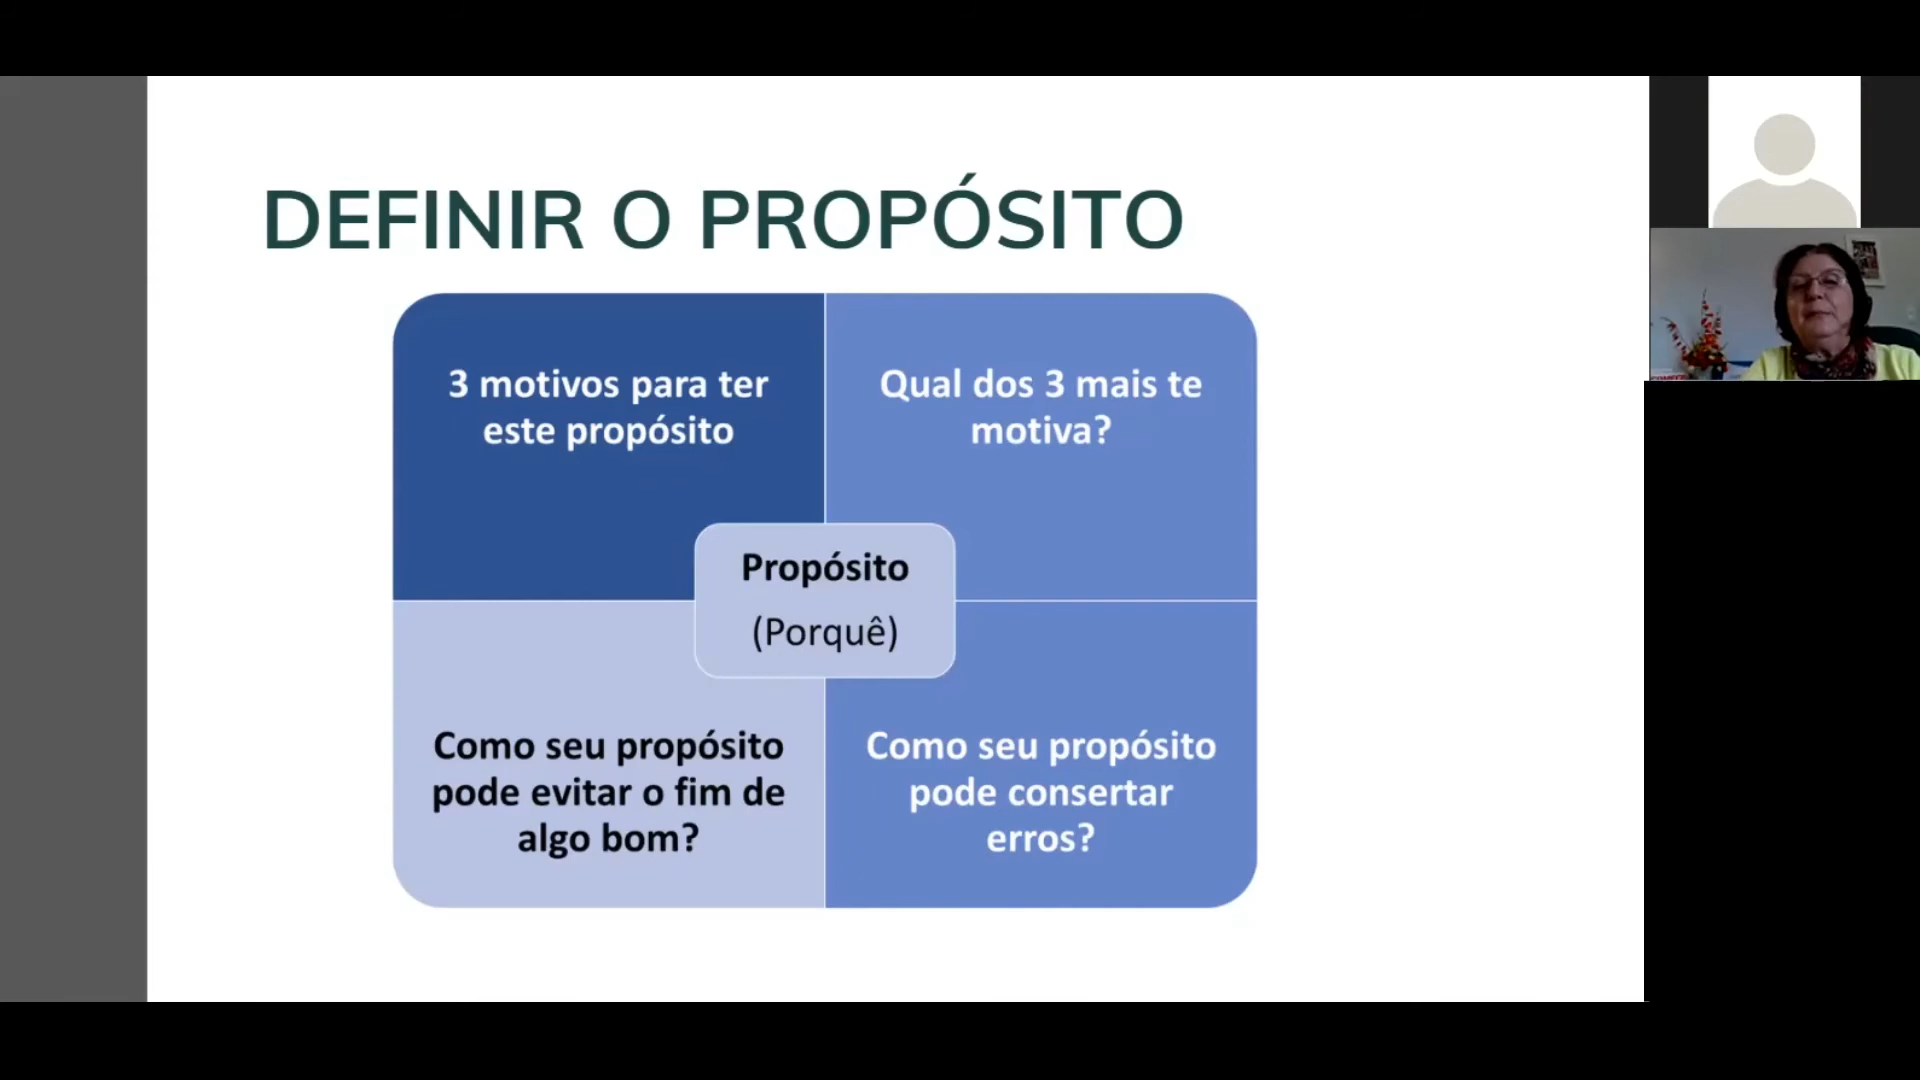 DEFINIR O PROPÓSITO
3 motivos para ter
este propósito
Qual dos 3 mais te
motiva?
Propósito
(Porquê)
Como seu propósito
pode evitar o fim de
algo bom?
Como seu propósito
pode consertar
erros?